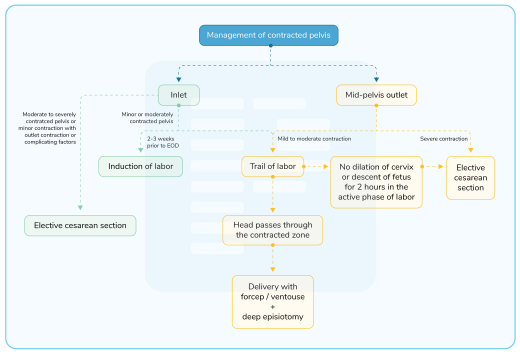 Management of contracted pelvis
Inlet
Mid-pelvis outlet
Moderate to severely
contratced pelvis or
minor contraction with
outlet contraction or
complicating factors
Minor or moderately
contracted pelvis
2-3 weeks
prior to EOD
Mild to moderate contraction
Severe contraction
Induction of labor
Trail of labor
No dilation of cervix
or descent of fetus
for 2 hours in the
active phase of labor
Elective
cesarean
section
Elective cesarean section
Head passes through
the contracted zone
Delivery with
forcep / ventouse
+
deep episiotomy